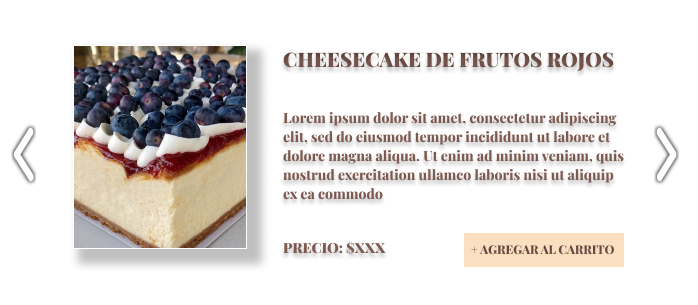 CHEESECAKE DE FRUTOS ROJOS
Lorem ipsum dolor sit amet, consectetur adipiscing
elit, sed do eiusmod tempor incididunt ut labore et
dolore magna aliqua. Ut enim ad minim veniam, quis
nostrud exercitation ullamco laboris nisi ut aliquip
ex ea commodo
PRECIO: $XXX
+ AGREGAR AL CARRITO